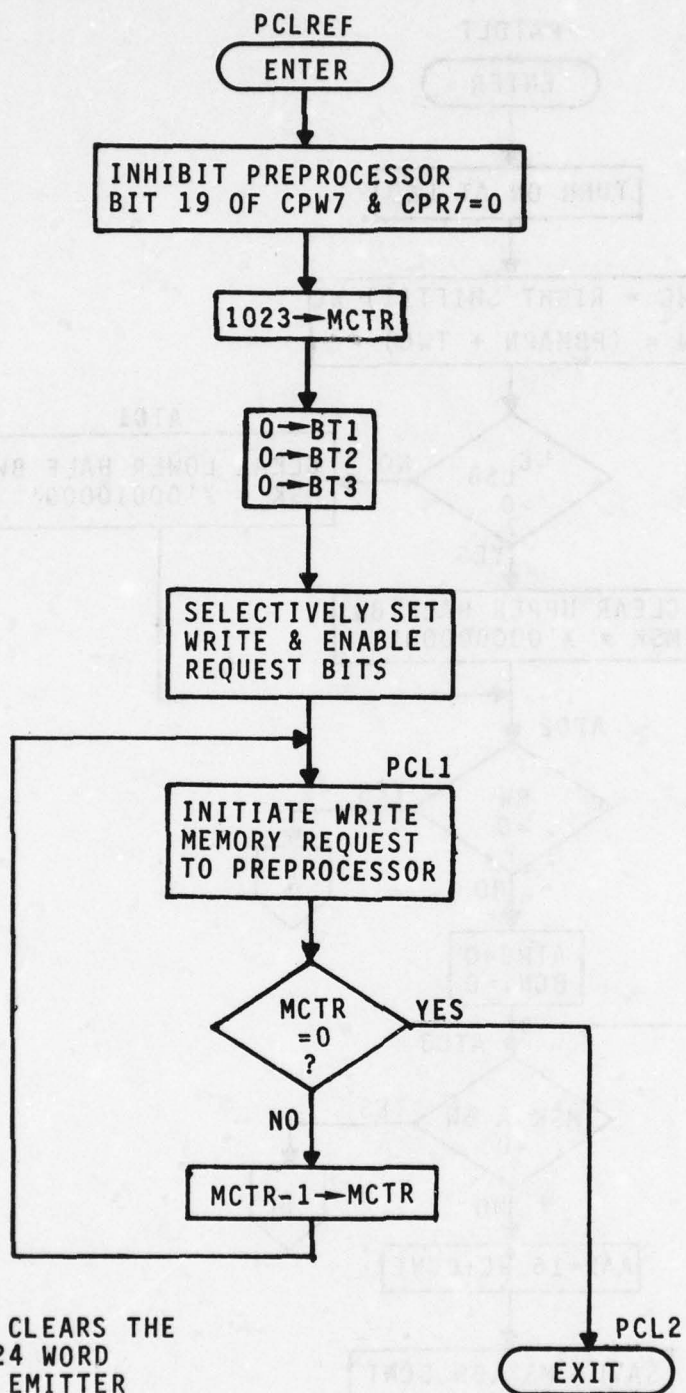 PCLREF
ENTER
INHIBIT PREPROCESSOR
BIT 19 OF CPW7 & CPR7=0
1023→MCTR
0→BT1
0→BT2
0→BT3
SELECTIVELY SET
WRITE & ENABLE
REQUEST BITS
PCL1
INITIATE WRITE
MEMORY REQUEST
TO PREPROCESSOR
MCTR
=0
?
YES
NO
MCTR-1→MCTR
CLEARS THE
24 WORD
EMITTER
PCL2
EXIT